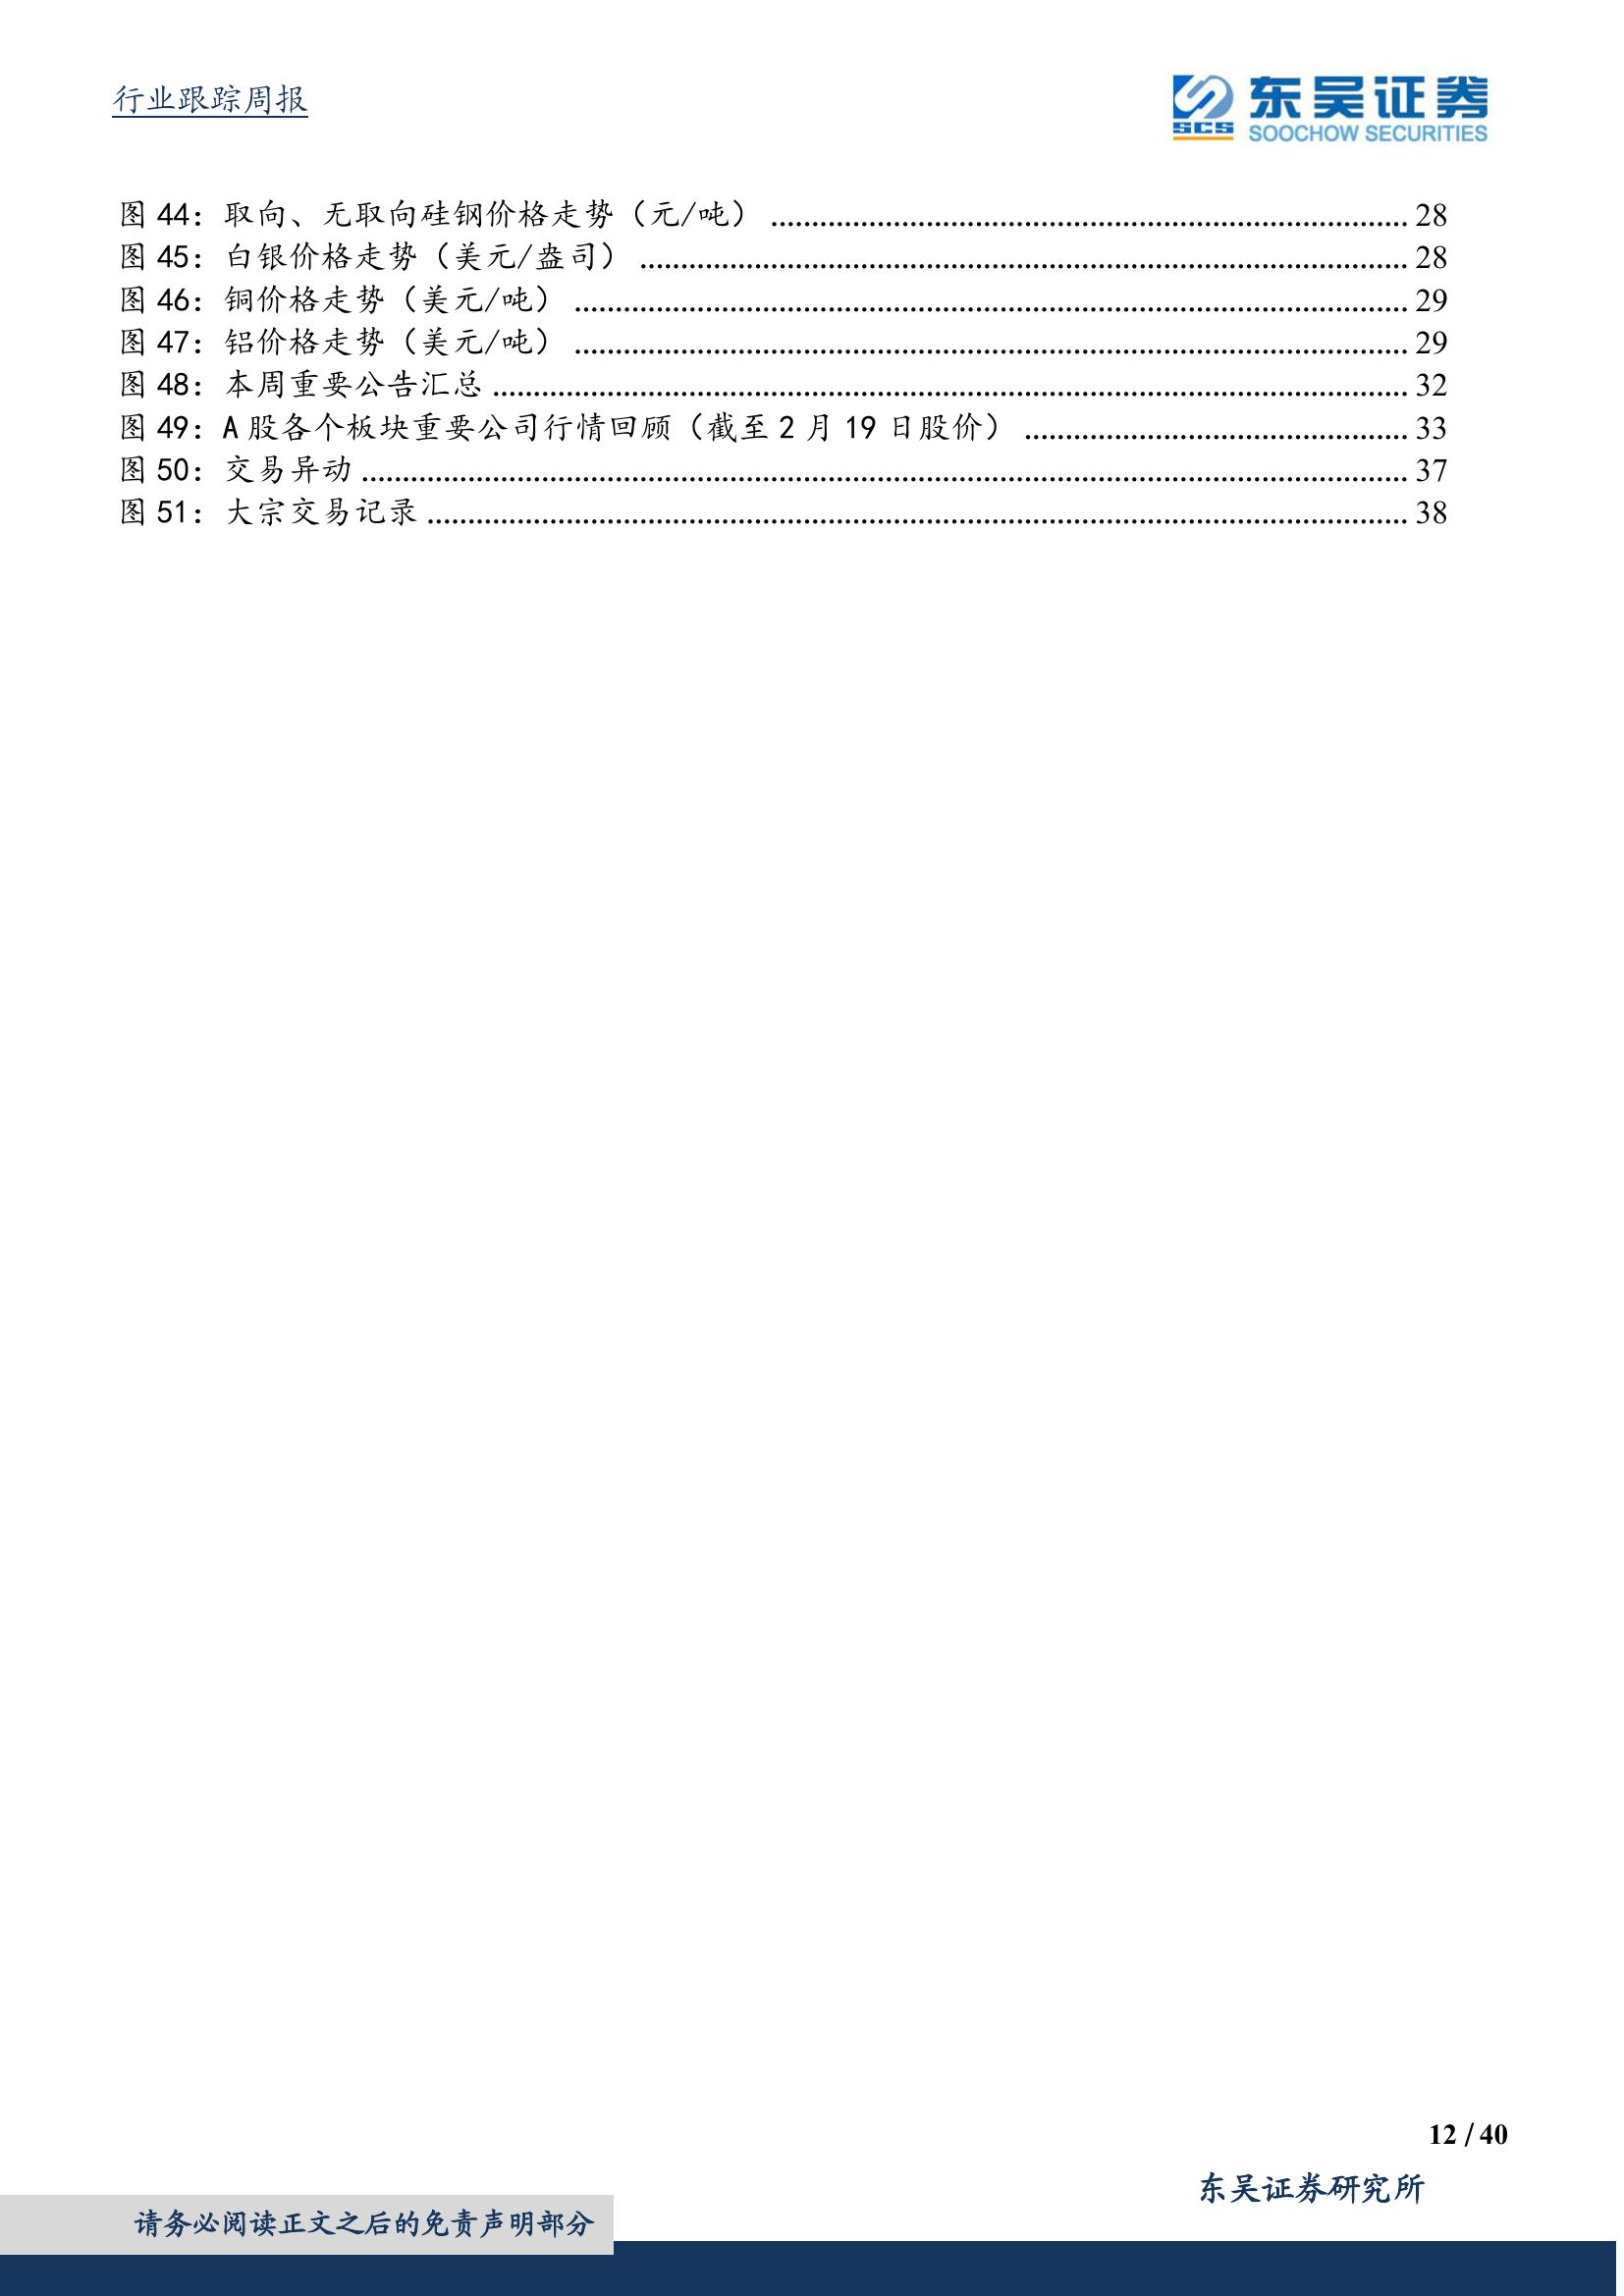 行业跟踪周报
SCS 东吴证券
SOOCHOW SECURITIES
图 44：取向、无取向硅钢价格走势（元/吨） ........................................ 28
图 45：白银价格走势（美元/盎司） ........................................ 28
图 46：铜价格走势（美元/吨） ........................................ 29
图 47：铝价格走势（美元/吨） ........................................ 29
图 48：本周重要公告汇总 ........................................ 32
图 49：A 股各个板块重要公司行情回顾（截至 2 月 19 日股价） ........................................ 33
图 50：交易异动 ........................................ 37
图 51：大宗交易记录 ........................................ 38
12 / 40
东吴证券研究所
请务必阅读正文之后的免责声明部分